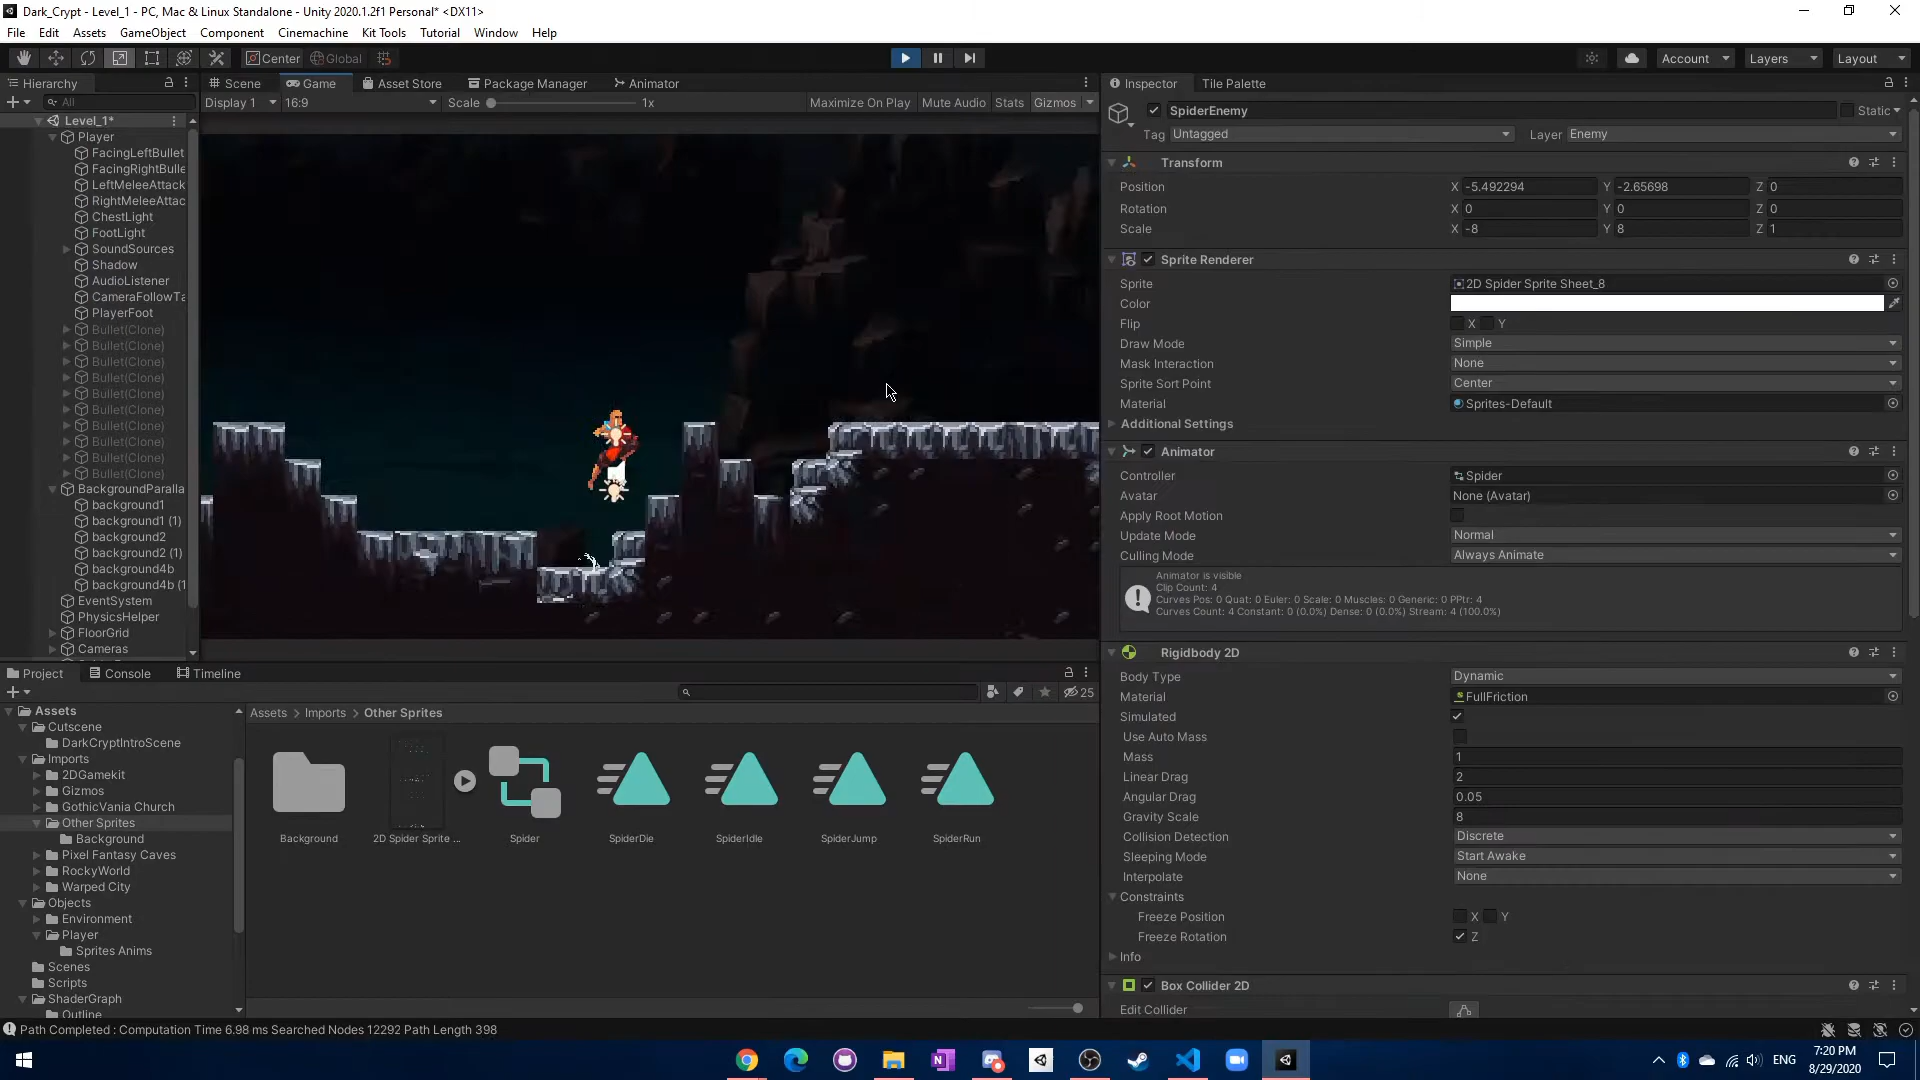 Dark_Crypt - Level_1 - PC, Mac & Linux Standalone - Unity 2020.1.2f1 Personal* <DX11>
File Edit Assets GameObject Component Cinemachine Kit Tools Tutorial Window Help
Center Global Account Layers Layout
Hierarchy Scene Game Asset Store Package Manager Animator Inspector Tile Palette
All Display 1 16:9 Scale 1x Maximize On Play Mute Audio Stats Gizmos
Level_1*
Player
FacingLeftBullet
FacingRightBulle
LeftMeleeAttack
RightMeleeAttac
ChestLight
FootLight
SoundSources
Shadow
AudioListener
CameraFollowTa
PlayerFoot
Bullet(Clone)
Bullet(Clone)
Bullet(Clone)
Bullet(Clone)
Bullet(Clone)
Bullet(Clone)
Bullet(Clone)
Bullet(Clone)
Bullet(Clone)
Bullet(Clone)
BackgroundParalla
background1
background1 (1)
background2
background2 (1)
background4b
background4b (1
EventSystem
PhysicsHelper
FloorGrid
Cameras
SpiderEnemy Static
Tag Untagged Layer Enemy
Transform
Position X -5.492294 Y -2.65698 Z 0
Rotation X 0 Y 0 Z 0
Scale X -8 Y 8 Z 1
Sprite Renderer
Sprite 2D Spider Sprite Sheet_8
Color
Flip X Y
Draw Mode Simple
Mask Interaction None
Sprite Sort Point Center
Material Sprites-Default
Additional Settings
Animator
Controller Spider
Avatar None (Avatar)
Apply Root Motion
Update Mode Normal
Culling Mode Always Animate
Animator is visible
Clip Count: 4
Curves Pos: 0 Quat: 0 Euler: 0 Scale: 0 Muscles: 0 Generic: 0 PPtr: 4
Curves Count: 4 Constant: 0 (0.0%) Dense: 0 (0.0%) Stream: 4 (100.0%)
Rigidbody 2D
Body Type Dynamic
Material FullFriction
Simulated
Use Auto Mass
Mass 1
Linear Drag 2
Angular Drag 0.05
Gravity Scale 8
Collision Detection Discrete
Sleeping Mode Start Awake
Interpolate None
Constraints
Freeze Position X Y
Freeze Rotation Z
Info
Box Collider 2D
Edit Collider
Project Console Timeline
25
Assets
Cutscene
DarkCryptIntroScene
Imports
2DGamekit
Gizmos
GothicVania Church
Other Sprites
Background
Pixel Fantasy Caves
RockyWorld
Warped City
Objects
Environment
Player
Sprites Anims
Scenes
Scripts
ShaderGraph
Outline
Assets > Imports > Other Sprites
Background 2D Spider Sprite ... Spider SpiderDie SpiderIdle SpiderJump SpiderRun
Path Completed : Computation Time 6.98 ms Searched Nodes 12292 Path Length 398
ENG 7:20 PM
8/29/2020